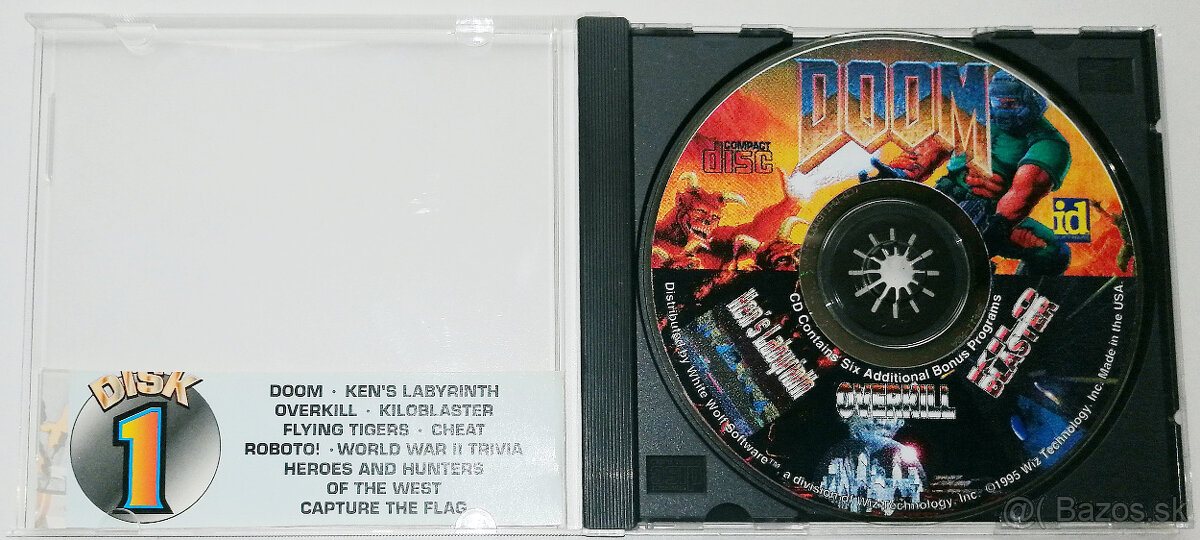 DISK
1
DOOM · KEN'S LABYRINTH
OVERKILL · KILOBLASTER
FLYING TIGERS · CHEAT
ROBOTO! · WORLD WAR II TRIVIA
HEROES AND HUNTERS
OF THE WEST
CAPTURE THE FLAG
DOOM
COMPACT
disc
id
CD Contains Six Additional Bonus Programs
Ken's Labyrinth
OVERKILL
KILO
BLASTER
Distributed by White Wolf Software™ a division of Wiz Technology, Inc. ©1995 Wiz Technology, Inc. Made in the USA.
@( Bazos.sk